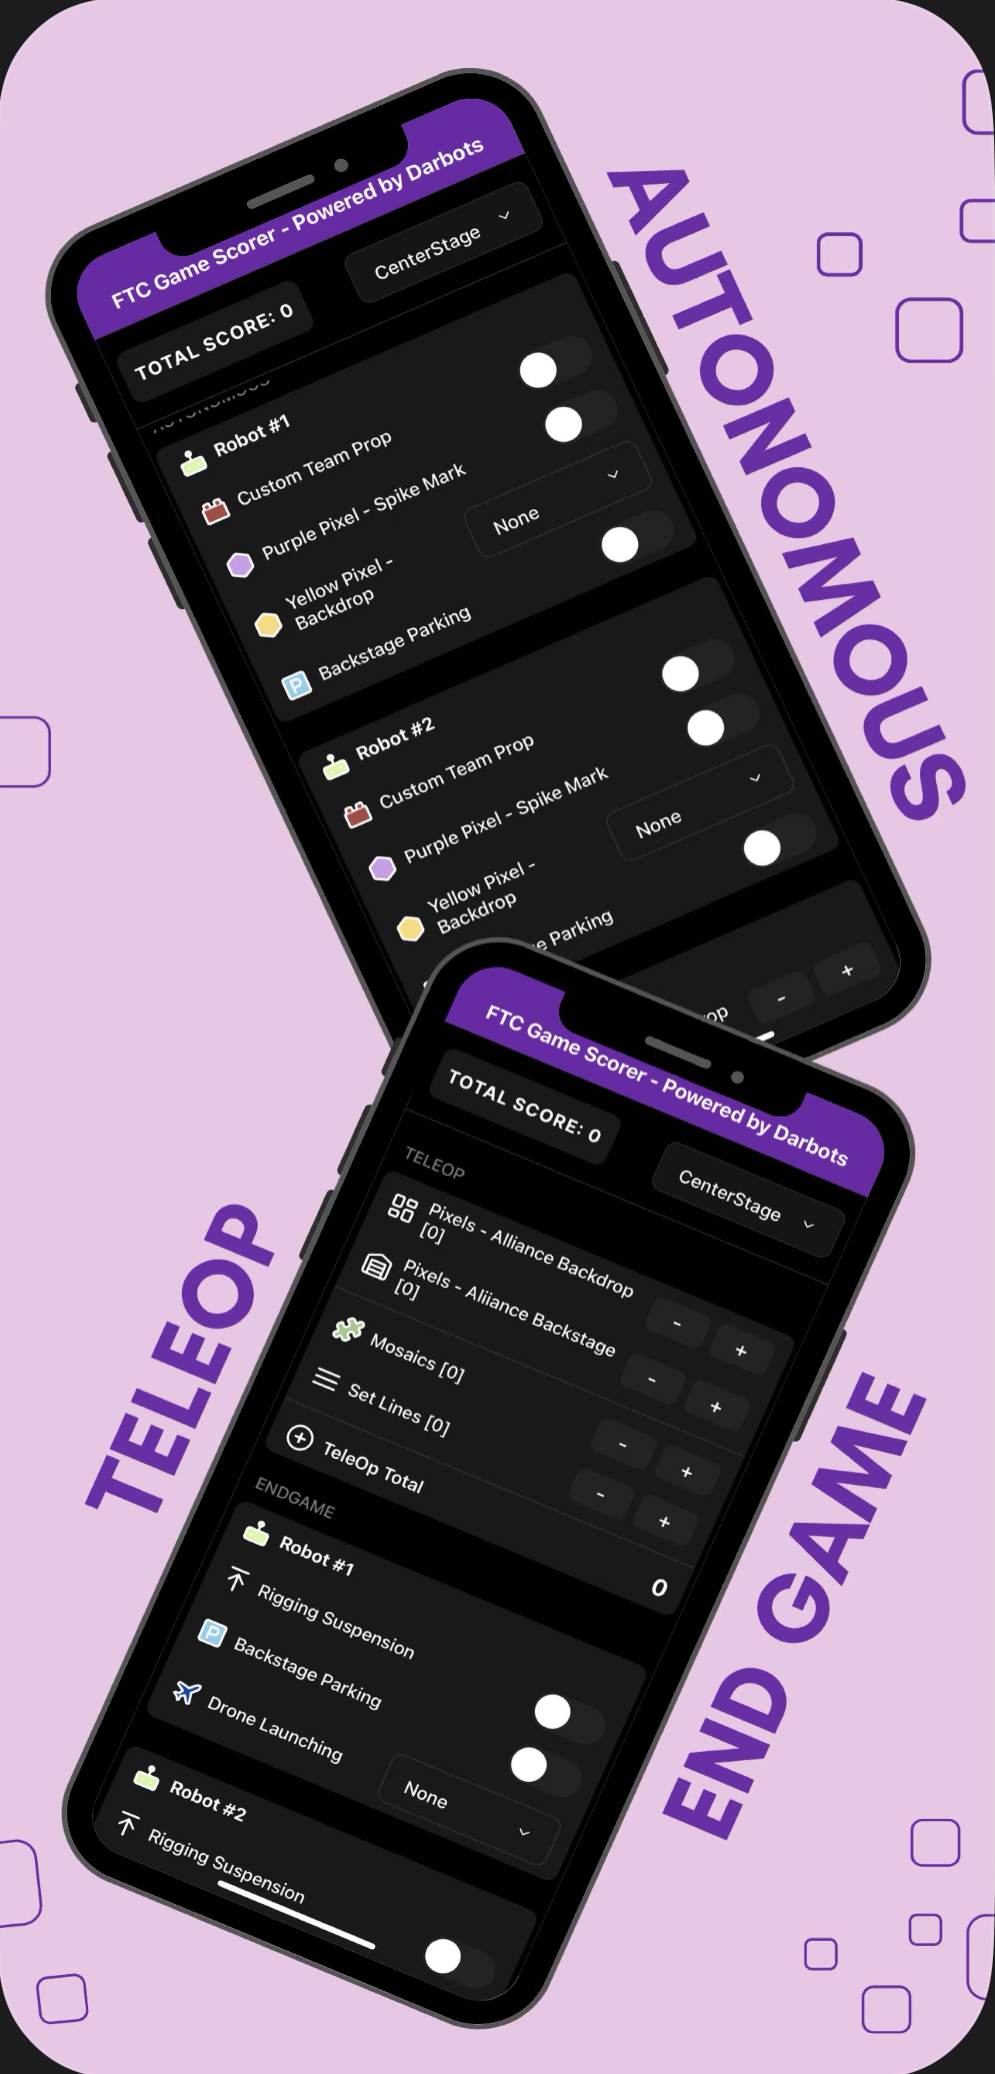 AUTONOMOUS
FTC Game Scorer - Powered by Darbots
TOTAL SCORE: 0
CenterStage
AUTONOMOUS
Robot #1
Custom Team Prop
Purple Pixel - Spike Mark
Yellow Pixel -
Backdrop
None
Backstage Parking
Robot #2
Custom Team Prop
Purple Pixel - Spike Mark
Yellow Pixel -
Backdrop
None
Parking
-
+
TELEOP
END GAME
FTC Game Scorer - Powered by Darbots
TOTAL SCORE: 0
CenterStage
TELEOP
Pixels - Alliance Backdrop
[0]
-
+
Pixels - Alliance Backstage
[0]
-
+
Mosaics [0]
-
+
Set Lines [0]
-
+
TeleOp Total
0
ENDGAME
Robot #1
Rigging Suspension
P
Backstage Parking
Drone Launching
None
Robot #2
Rigging Suspension